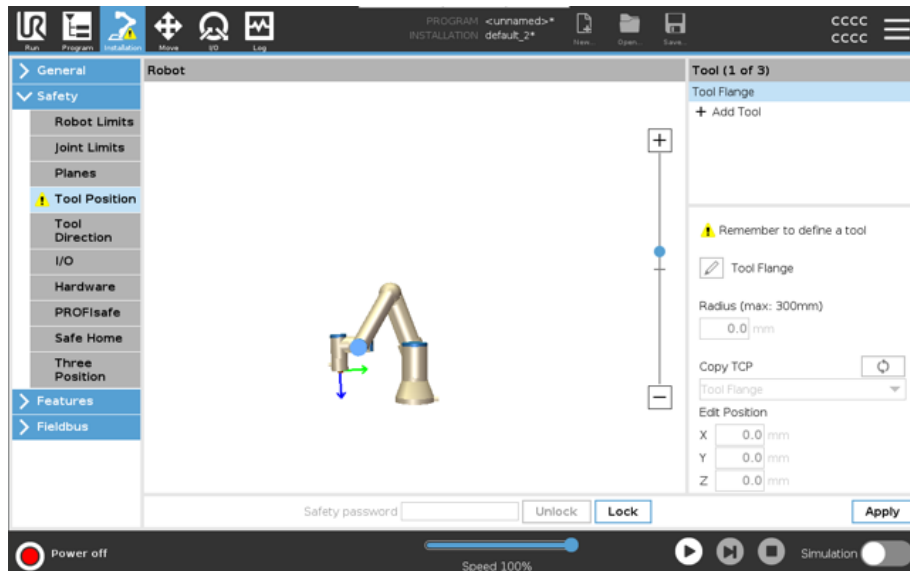 PROGRAM <unnamed>*
INSTALLATION default_2*
Run
Program
Installation
Move
I/O
Log
New...
Open...
Save...
CCCC
CCCC
General
Safety
Robot Limits
Joint Limits
Planes
Tool Position
Tool
Direction
I/O
Hardware
PROFIsafe
Safe Home
Three
Position
Features
Fieldbus
Robot
Tool (1 of 3)
Tool Flange
+ Add Tool
Remember to define a tool
Tool Flange
Radius (max: 300mm)
0.0 mm
Copy TCP
Tool Flange
Edit Position
X 0.0 mm
Y 0.0 mm
Z 0.0 mm
Safety password
Unlock
Lock
Apply
Power off
Speed 100%
Simulation